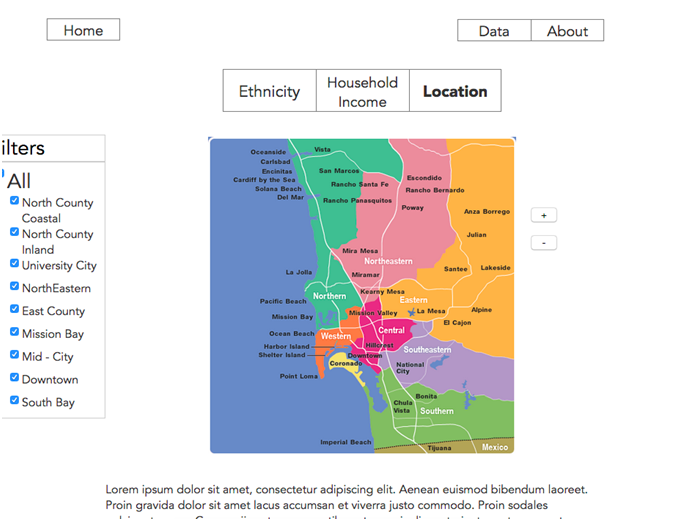 Home
Data
About
Ethnicity
Household
Income
Location
ilters
All
North County
Coastal
North County
Inland
University City
NorthEastern
East County
Mission Bay
Mid - City
Downtown
South Bay
Oceanside
Vista
Carlsbad
Encinitas
San Marcos
Cardiff by the Sea
Escondido
Solana Beach
Rancho Santa Fe
Rancho Bernardo
Del Mar
Rancho Panasquitos
Poway
Anza Borrego
Julian
Mira Mesa
Northeastern
La Jolla
Miramar
Santee
Lakeside
Kearny Mesa
Northern
Pacific Beach
Eastern
Mission Bay
Mission Valley
La Mesa
Alpine
El Cajon
Ocean Beach
Western
Central
Harbor Island
Hillcrest
Shelter Island
Downtown
Southeastern
Coronado
National
City
Point Loma
Bonita
Chula
Vista
Southern
Imperial Beach
Tijuana
Mexico
+
-
Lorem ipsum dolor sit amet, consectetur adipiscing elit. Aenean euismod bibendum laoreet.
Proin gravida dolor sit amet lacus accumsan et viverra justo commodo. Proin sodales